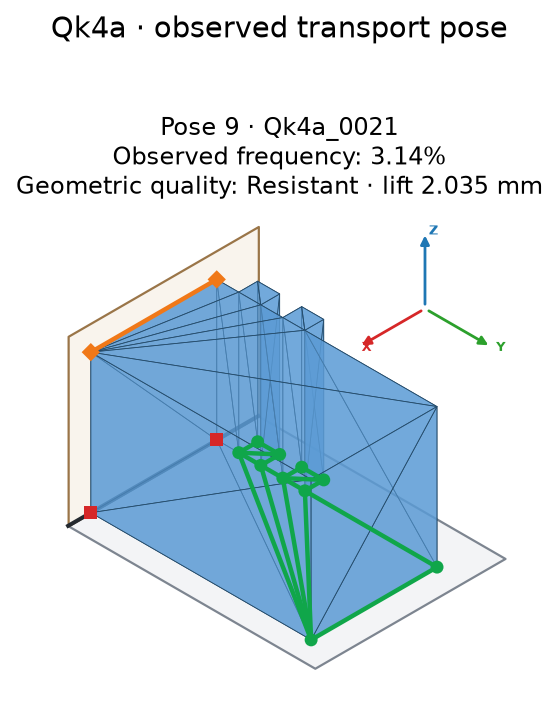 Qk4a · observed transport pose
Pose 9 · Qk4a_0021
Observed frequency: 3.14%
Geometric quality: Resistant · lift 2.035 mm
Z
X
Y